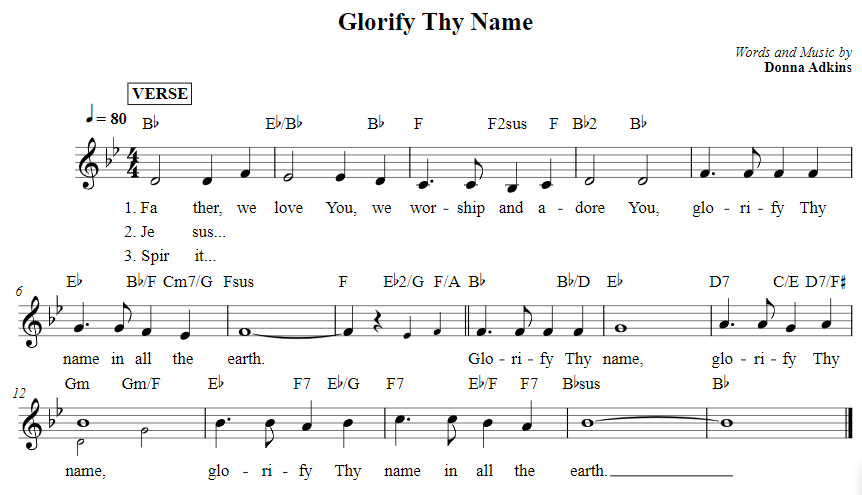 Glorify Thy Name
Words and Music by
Donna Adkins
VERSE
♩ = 80
B♭ E♭/B♭ B♭ F F2sus F B♭2 B♭
4/4
1. Fa ther, we love You, we wor - ship and a - dore You, glo - ri - fy Thy
2. Je sus...
3. Spir it...
6 E♭ B♭/F Cm7/G Fsus F E♭2/G F/A B♭ B♭/D E♭ D7 C/E D7/F♯
name in all the earth. Glo - ri - fy Thy name, glo - ri - fy Thy
12 Gm Gm/F E♭ F7 E♭/G F7 E♭/F F7 B♭sus B♭
name, glo - ri - fy Thy name in all the earth.